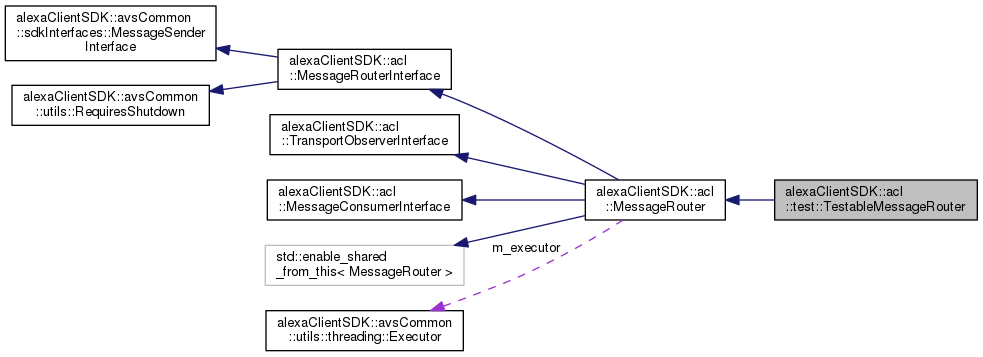 alexaClientSDK::avsCommon
::sdkInterfaces::MessageSender
Interface
alexaClientSDK::avsCommon
::utils::RequiresShutdown
alexaClientSDK::acl
::MessageRouterInterface
alexaClientSDK::acl
::TransportObserverInterface
alexaClientSDK::acl
::MessageConsumerInterface
std::enable_shared
_from_this< MessageRouter >
alexaClientSDK::avsCommon
::utils::threading::Executor
m_executor
alexaClientSDK::acl
::MessageRouter
alexaClientSDK::acl
::test::TestableMessageRouter